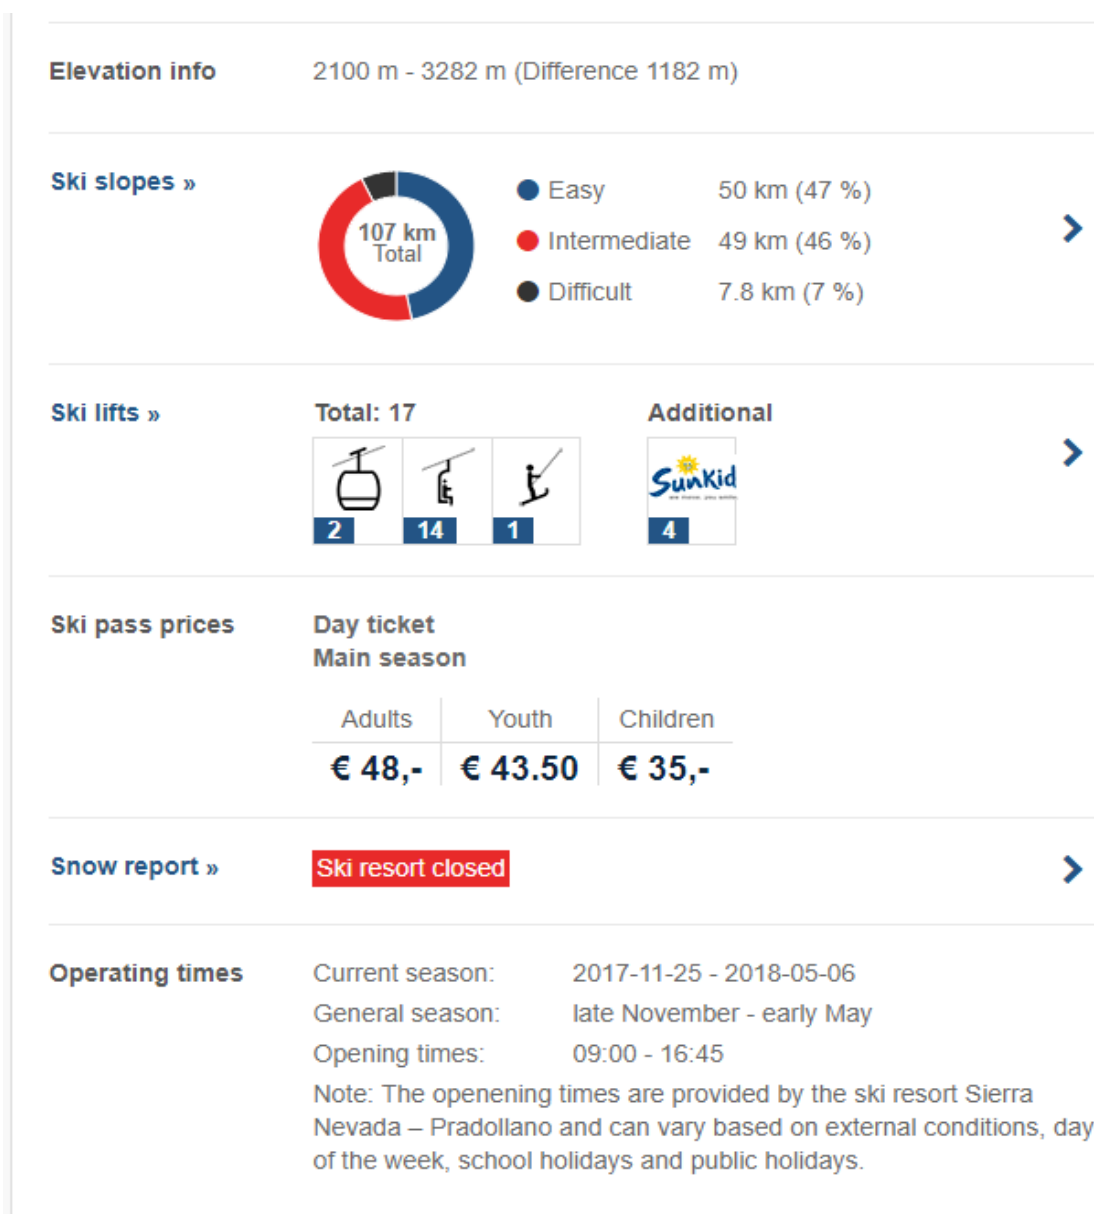 Elevation info 2100 m - 3282 m (Difference 1182 m)
Ski slopes »
107 km
Total
Easy 50 km (47 %)
Intermediate 49 km (46 %)
Difficult 7.8 km (7 %)
Ski lifts » Total: 17 Additional
SunKid
2 14 1 4
Ski pass prices Day ticket
Main season
Adults Youth Children
€ 48,- € 43.50 € 35,-
Snow report » Ski resort closed
Operating times Current season: 2017-11-25 - 2018-05-06
General season: late November - early May
Opening times: 09:00 - 16:45
Note: The openening times are provided by the ski resort Sierra
Nevada – Pradollano and can vary based on external conditions, day
of the week, school holidays and public holidays.